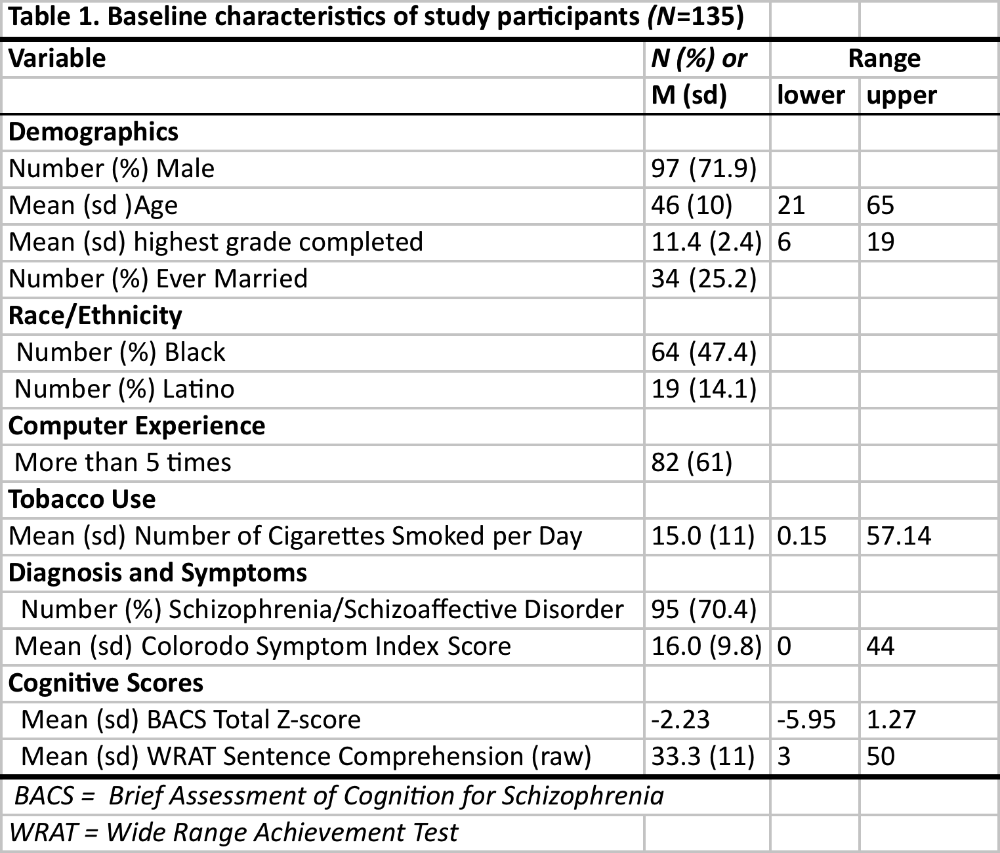 Table 1. Baseline characteristics of study participants (N=135)
Variable N (%) or Range
M (sd) lower upper
Demographics
Number (%) Male 97 (71.9)
Mean (sd )Age 46 (10) 21 65
Mean (sd) highest grade completed 11.4 (2.4) 6 19
Number (%) Ever Married 34 (25.2)
Race/Ethnicity
Number (%) Black 64 (47.4)
Number (%) Latino 19 (14.1)
Computer Experience
More than 5 times 82 (61)
Tobacco Use
Mean (sd) Number of Cigarettes Smoked per Day 15.0 (11) 0.15 57.14
Diagnosis and Symptoms
Number (%) Schizophrenia/Schizoaffective Disorder 95 (70.4)
Mean (sd) Colorodo Symptom Index Score 16.0 (9.8) 0 44
Cognitive Scores
Mean (sd) BACS Total Z-score -2.23 -5.95 1.27
Mean (sd) WRAT Sentence Comprehension (raw) 33.3 (11) 3 50
BACS = Brief Assessment of Cognition for Schizophrenia
WRAT = Wide Range Achievement Test